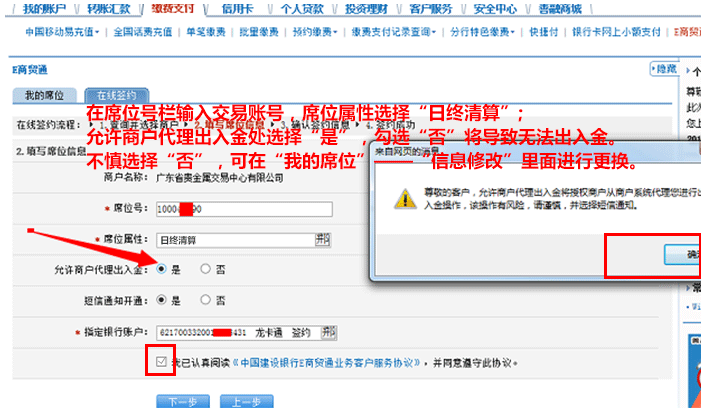 我的账户 转账汇款 缴费支付 信用卡 个人贷款 投资理财 客户服务 安全中心 善融商城
中国移动易充值 全国话费充值 单笔缴费 批量缴费 预约缴费 缴费支付记录查询 分行特色缴费 快捷付 银行卡网上小额支付 E商贸
E商贸通
隐藏
我的席位 在线签约
在席位号栏输入交易账号，席位属性选择“日终清算”；
在线签约流程： 1.查询并选择商户 2.填写席位信息 3.确认签约信息 4.签约成功
允许商户代理出入金处选择“是”，勾选“否”将导致无法出入金。
2.填写席位信息
不慎选择“否”，可在“我的席位”——“信息修改”里面进行更换。
来自网页的消息
商户名称： 广东省贵金属交易中心有限公司
尊敬的客户，允许商户代理出入金将授权商户从商户系统代理您进行出
入金操作，该操作有风险，请谨慎，并选择短信通知。
* 席位号： 1000 90
* 席位属性： 日终清算
允许商户代理出入金： 是 否
短信通知开通： 是 否
* 指定银行账户： 62170033200 431 龙卡通 签约
我已认真阅读《中国建设银行E商贸通业务客户服务协议》，并同意遵守此协议。
下一步 上一步